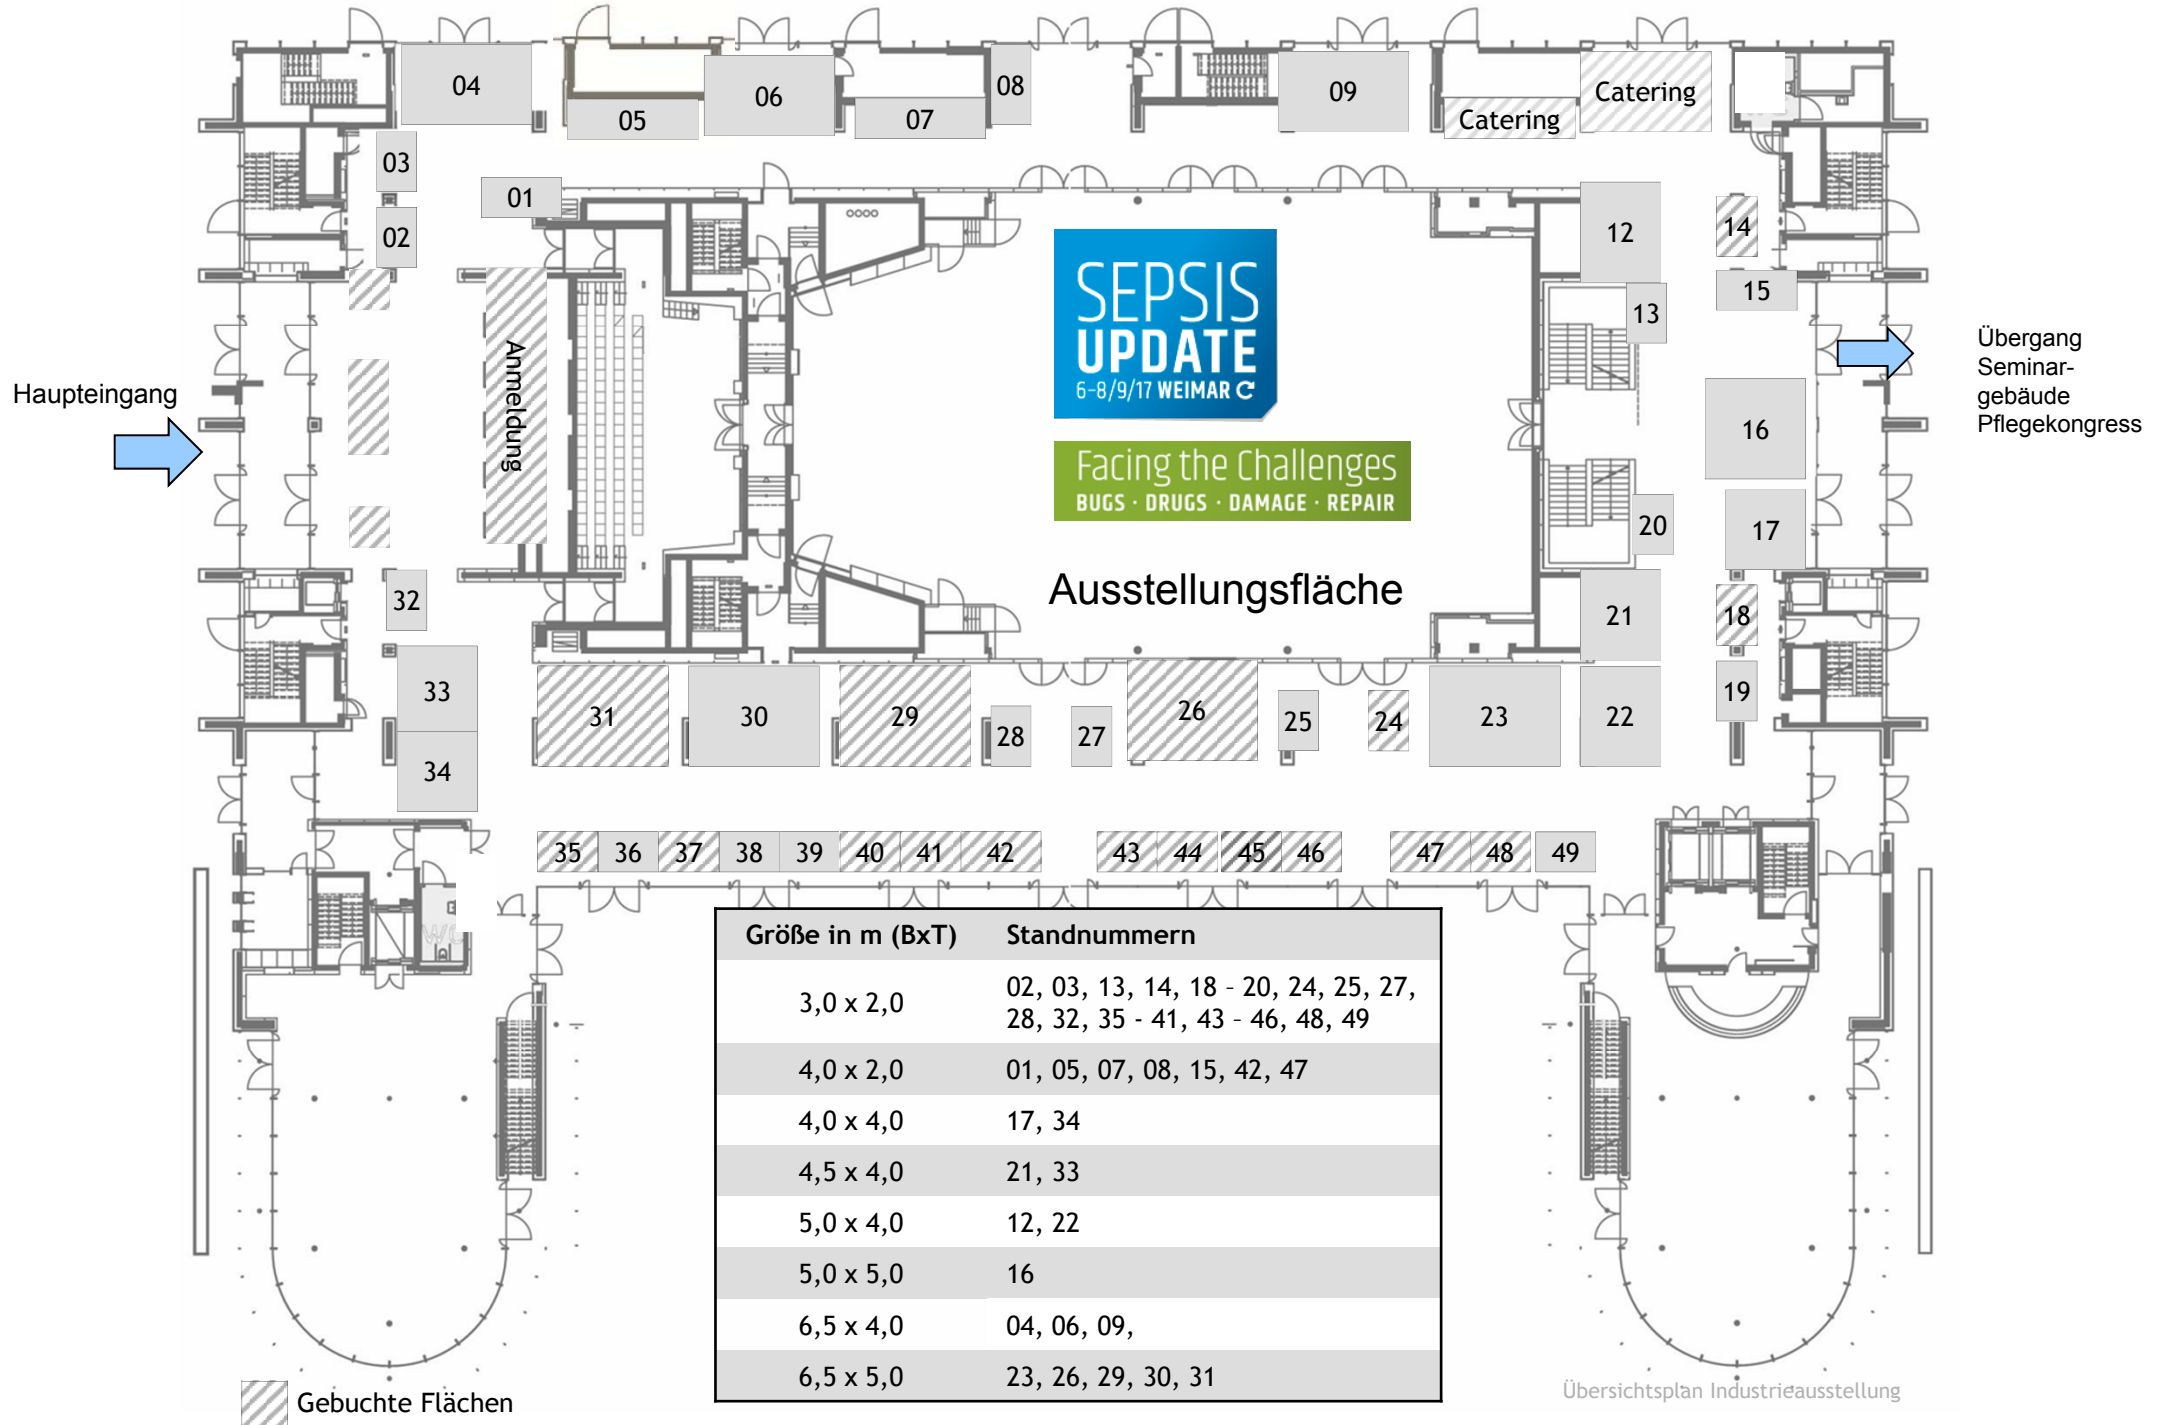 04
05
06
07
08
09
Catering
Catering
03
01
02
12
14
13
15
SEPSIS
UPDATE
6–8/9/17 WEIMAR
Anmeldung
Haupteingang
Übergang
Seminar-
gebäude
Pflegekongress
16
Facing the Challenges
BUGS · DRUGS · DAMAGE · REPAIR
20
17
Ausstellungsfläche
32
21
18
33
34
31
30
29
28
27
26
25
24
23
22
19
35
36
37
38
39
40
41
42
43
44
45
46
47
48
49
WC
Größe in m (BxT) Standnummern
3,0 x 2,0 02, 03, 13, 14, 18 – 20, 24, 25, 27,
28, 32, 35 - 41, 43 – 46, 48, 49
4,0 x 2,0 01, 05, 07, 08, 15, 42, 47
4,0 x 4,0 17, 34
4,5 x 4,0 21, 33
5,0 x 4,0 12, 22
5,0 x 5,0 16
6,5 x 4,0 04, 06, 09,
6,5 x 5,0 23, 26, 29, 30, 31
Gebuchte Flächen
Übersichtsplan Industrieausstellung